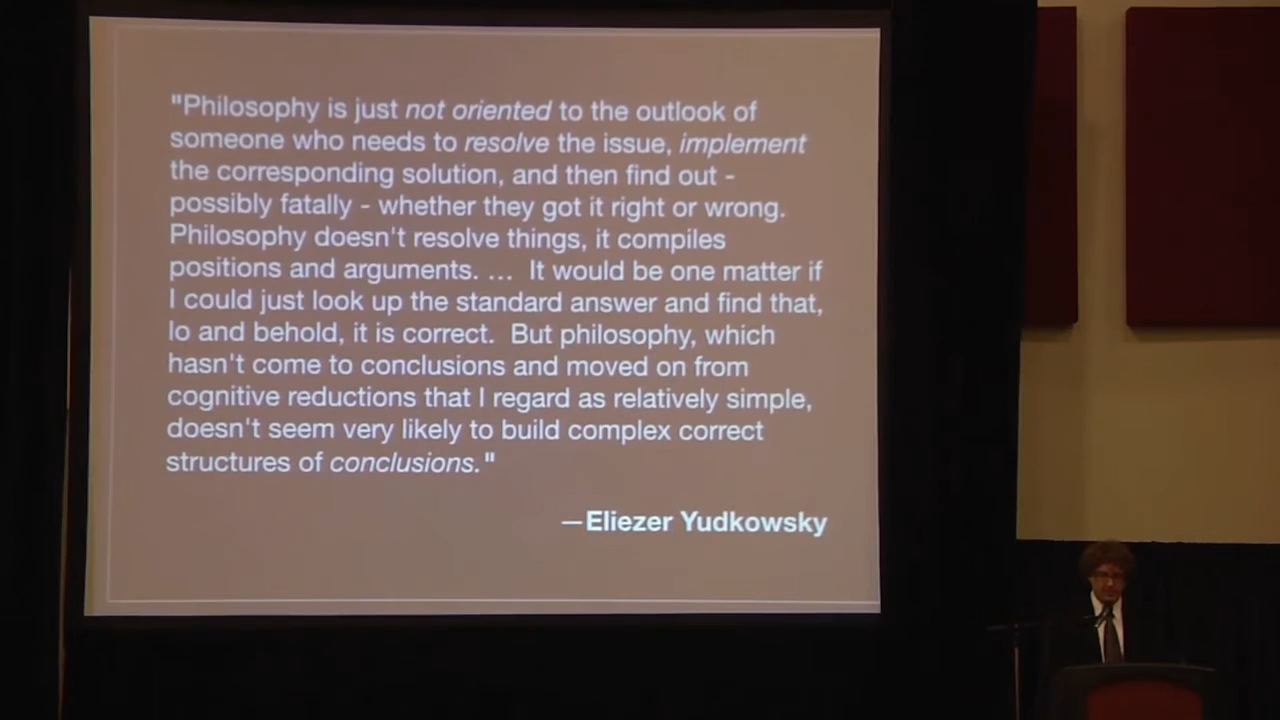 "Philosophy is just not oriented to the outlook of
someone who needs to resolve the issue, implement
the corresponding solution, and then find out -
possibly fatally - whether they got it right or wrong.
Philosophy doesn't resolve things, it compiles
positions and arguments. ... It would be one matter if
I could just look up the standard answer and find that,
lo and behold, it is correct. But philosophy, which
hasn't come to conclusions and moved on from
cognitive reductions that I regard as relatively simple,
doesn't seem very likely to build complex correct
structures of conclusions."
—Eliezer Yudkowsky